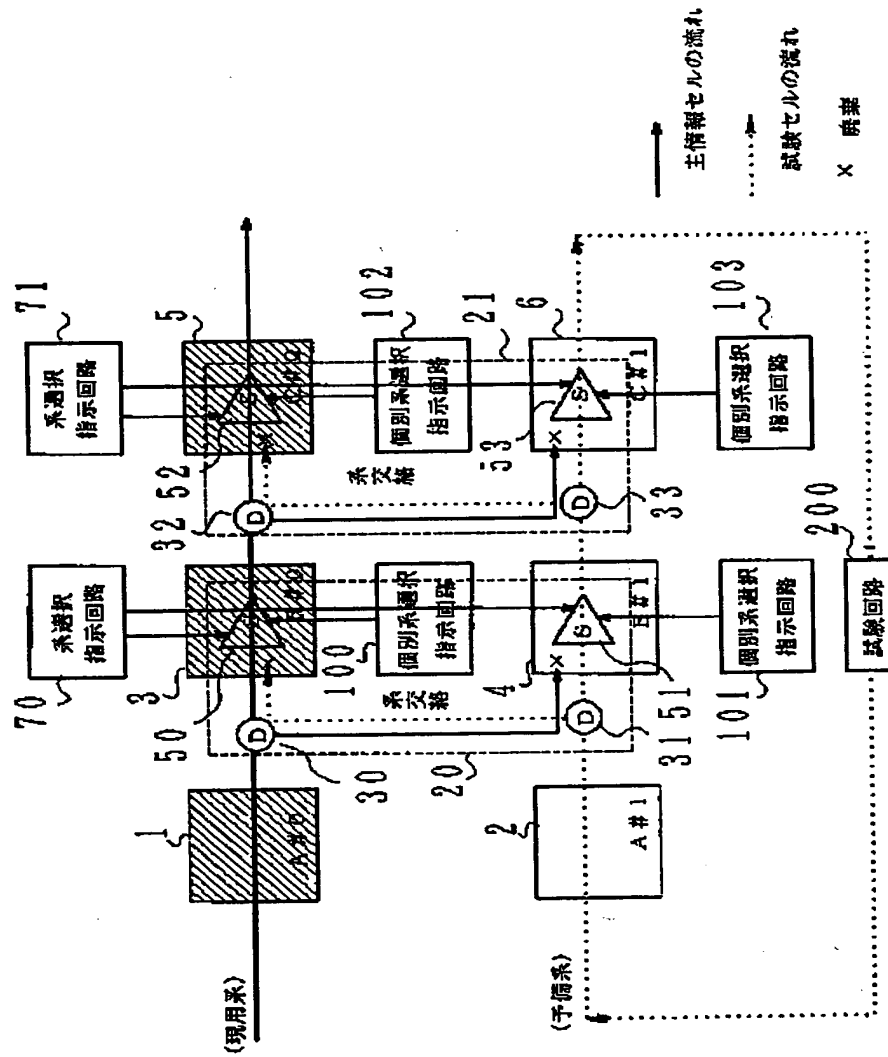 70
系選択
指示回路
71
系選択
指示回路
(現用系)
1
A#0
3
50
S
B#0
5
52
S
C#0
D
30
D
32
系交絡
100
個別系選択
指示回路
系交絡
102
個別系選択
指示回路
20
21
(予備系)
2
A#1
D
31
4
×
S
B#1
51
D
33
6
×
S
C#1
53
101
個別系選択
指示回路
103
個別系選択
指示回路
200
試験回路
主情報セルの流れ
試験セルの流れ
× 廃棄